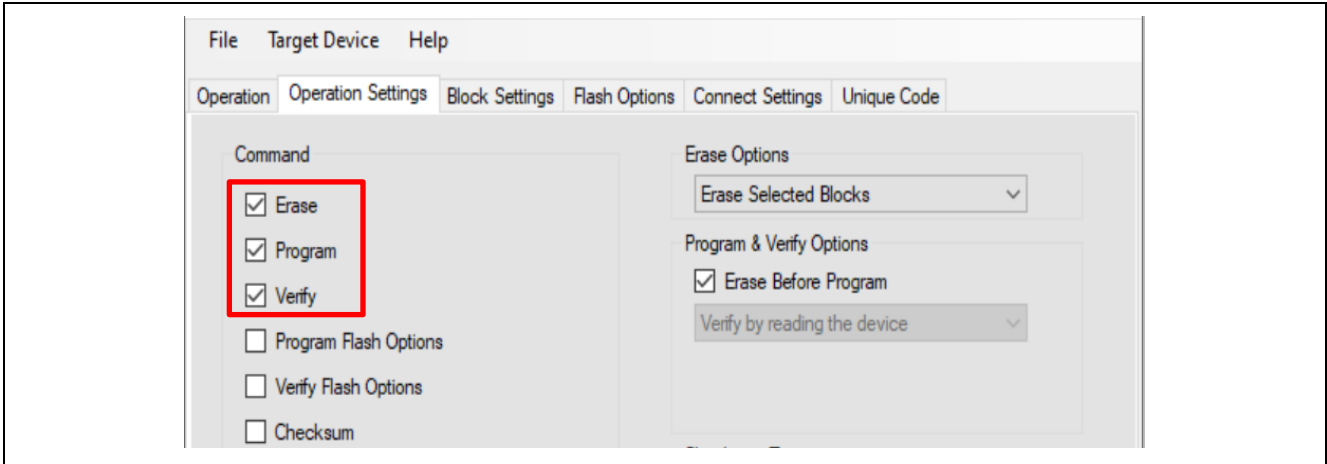 File Target Device Help
Operation Operation Settings Block Settings Flash Options Connect Settings Unique Code
Command
Erase
Program
Verify
Program Flash Options
Verify Flash Options
Checksum
Erase Options
Erase Selected Blocks
Program & Verify Options
Erase Before Program
Verify by reading the device